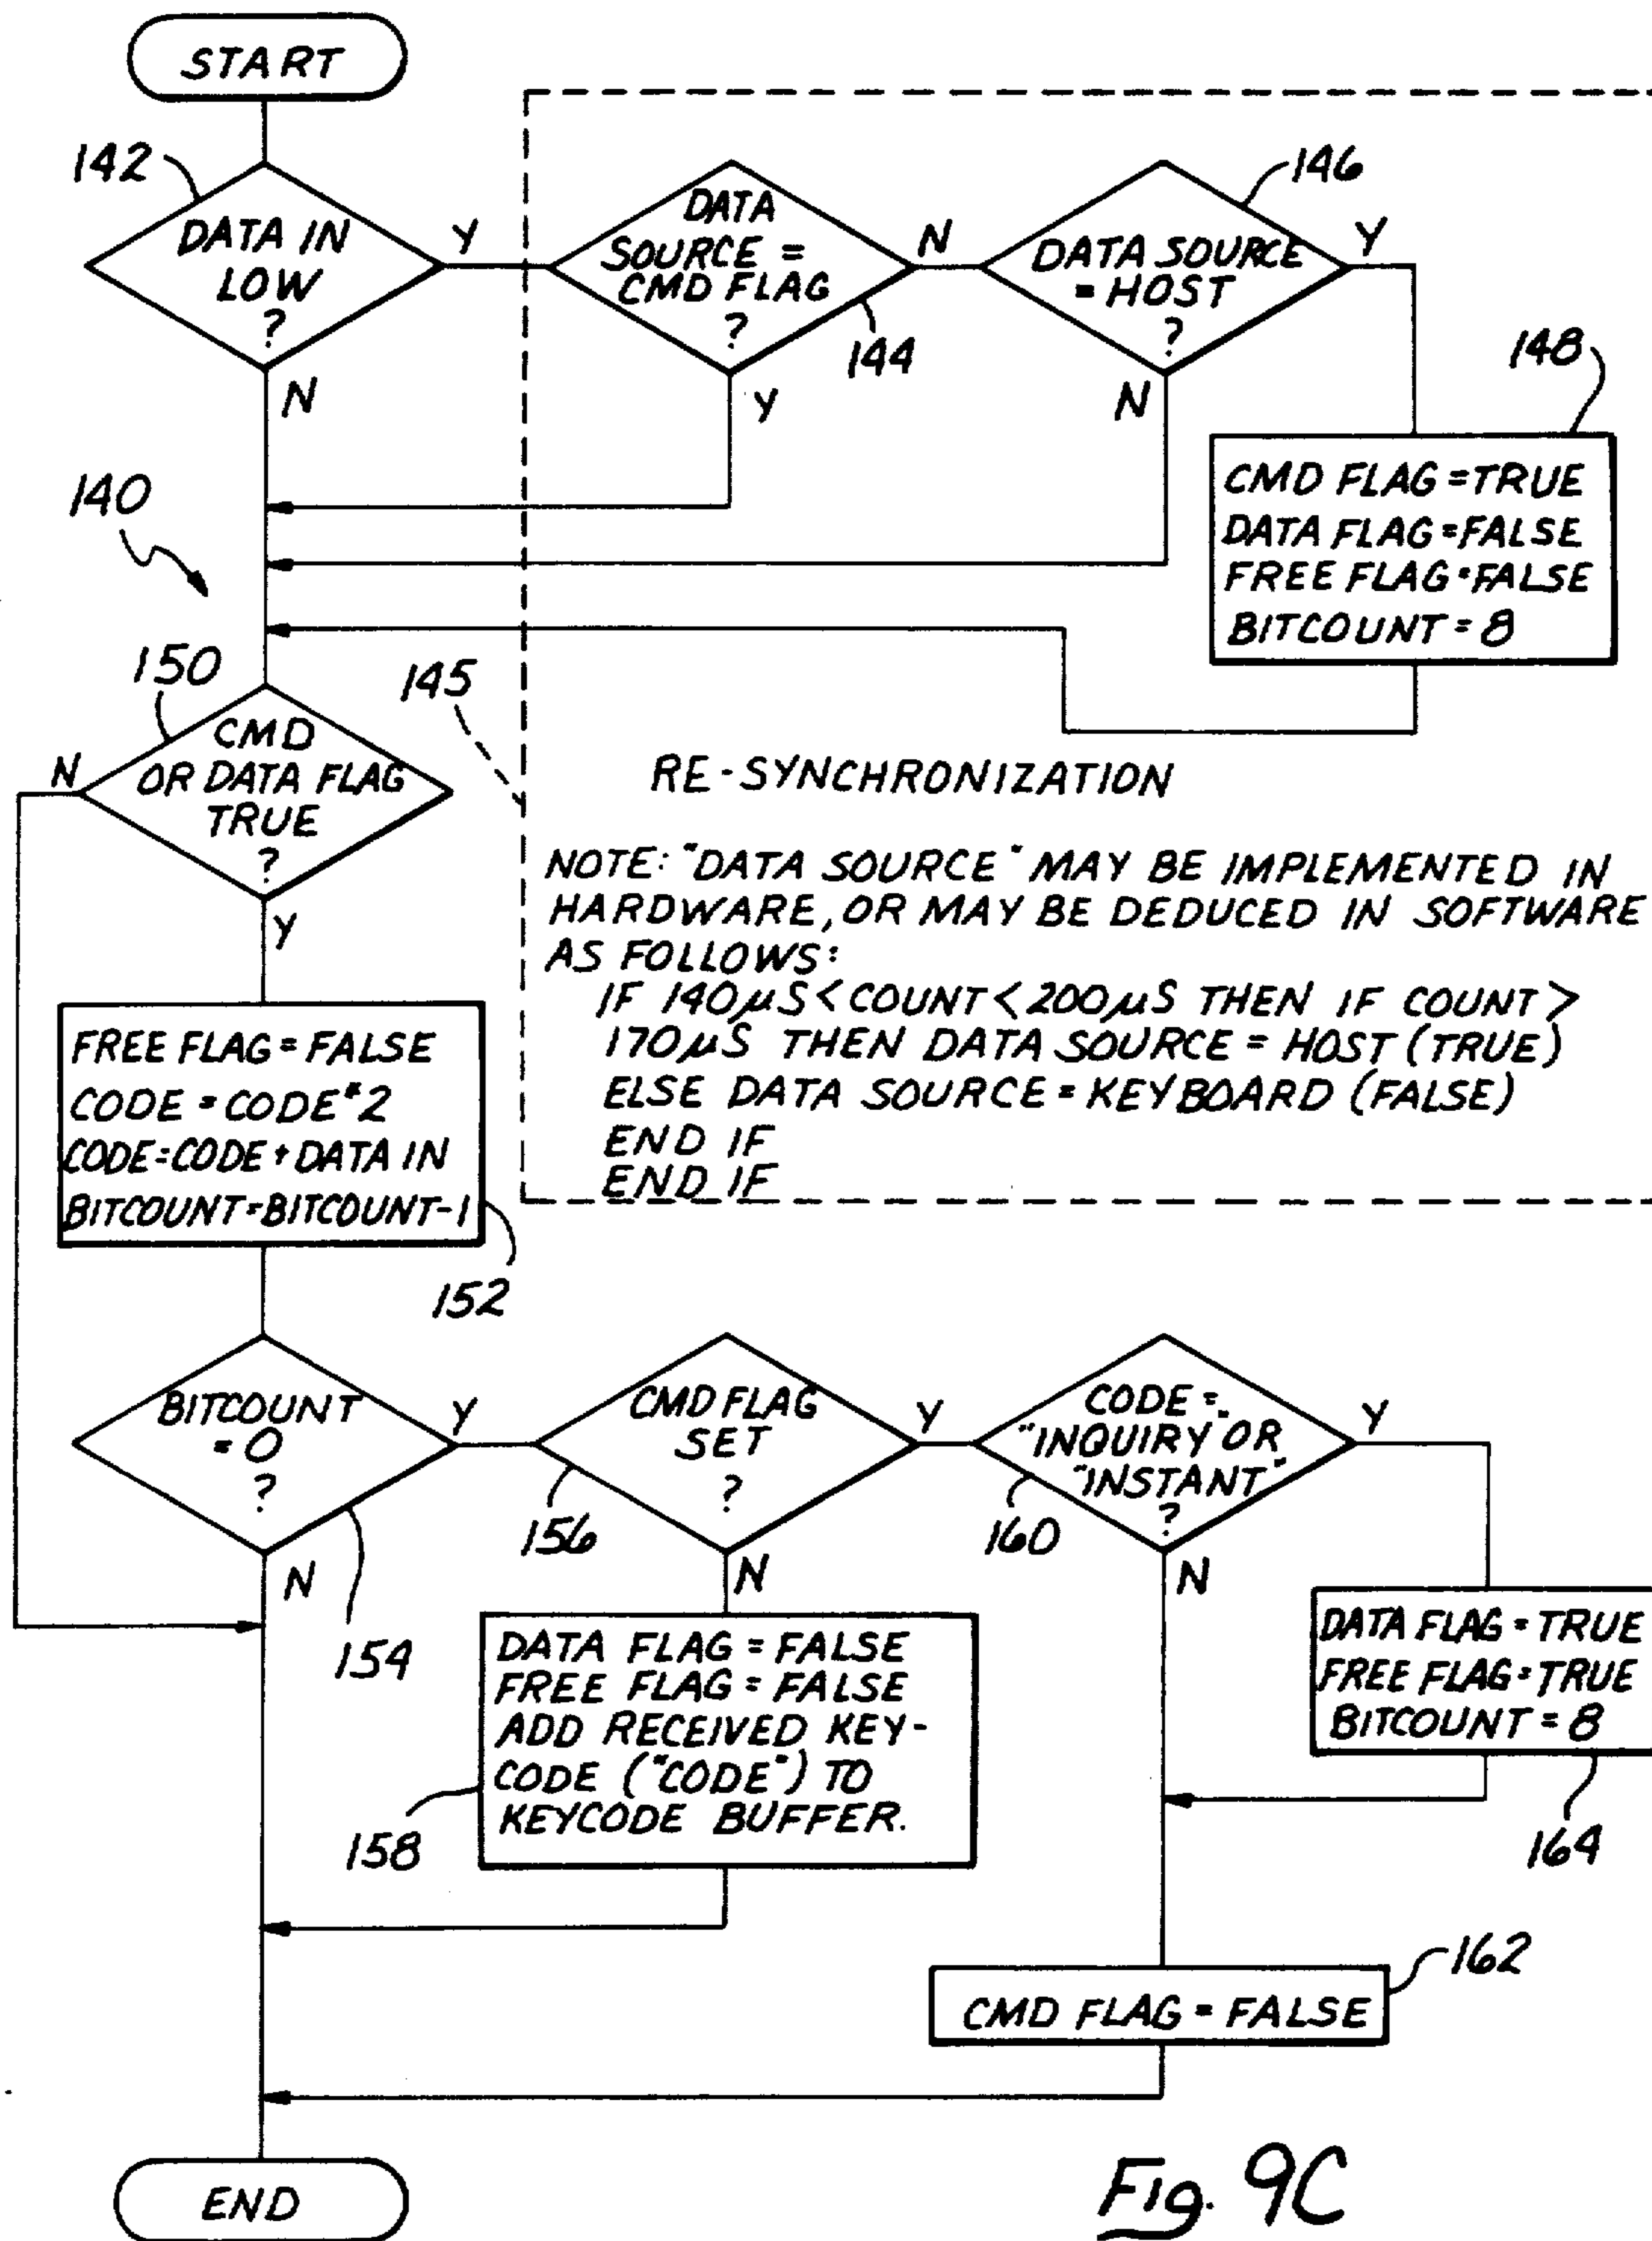 START
142
DATA IN
LOW
?
Y
N
DATA
SOURCE =
CMD FLAG
?
144
N
Y
146
DATA SOURCE
= HOST
?
Y
N
148
CMD FLAG = TRUE
DATA FLAG = FALSE
FREE FLAG = FALSE
BITCOUNT = 8
140
150
CMD
OR DATA FLAG
TRUE
?
N
Y
145
RE-SYNCHRONIZATION
NOTE: "DATA SOURCE" MAY BE IMPLEMENTED IN
HARDWARE, OR MAY BE DEDUCED IN SOFTWARE
AS FOLLOWS:
IF 140µS < COUNT < 200µS THEN IF COUNT >
170µS THEN DATA SOURCE = HOST (TRUE)
ELSE DATA SOURCE = KEYBOARD (FALSE)
END IF
END IF
FREE FLAG = FALSE
CODE = CODE*2
CODE = CODE + DATA IN
BITCOUNT = BITCOUNT-1
152
BITCOUNT
= 0
?
Y
N
154
CMD FLAG
SET
?
156
Y
N
CODE =
"INQUIRY" OR
"INSTANT"
?
160
Y
N
DATA FLAG = FALSE
FREE FLAG = FALSE
ADD RECEIVED KEY-
CODE ("CODE") TO
KEYCODE BUFFER.
158
DATA FLAG = TRUE
FREE FLAG = TRUE
BITCOUNT = 8
164
162
CMD FLAG = FALSE
END
Fig. 9C